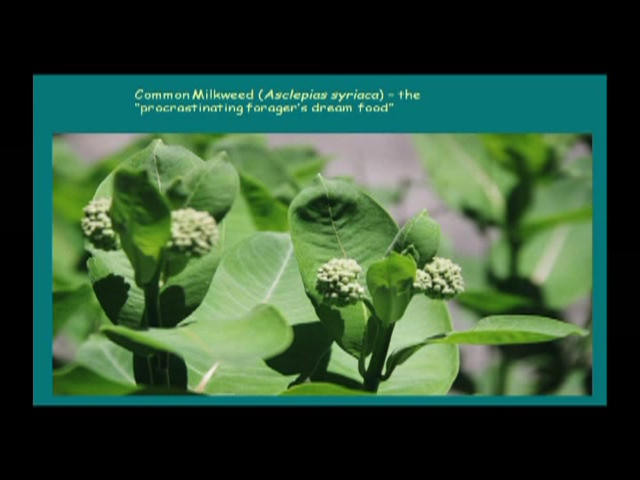 Common Milkweed (Asclepias syriaca) – the
"procrastinating forager's dream food"